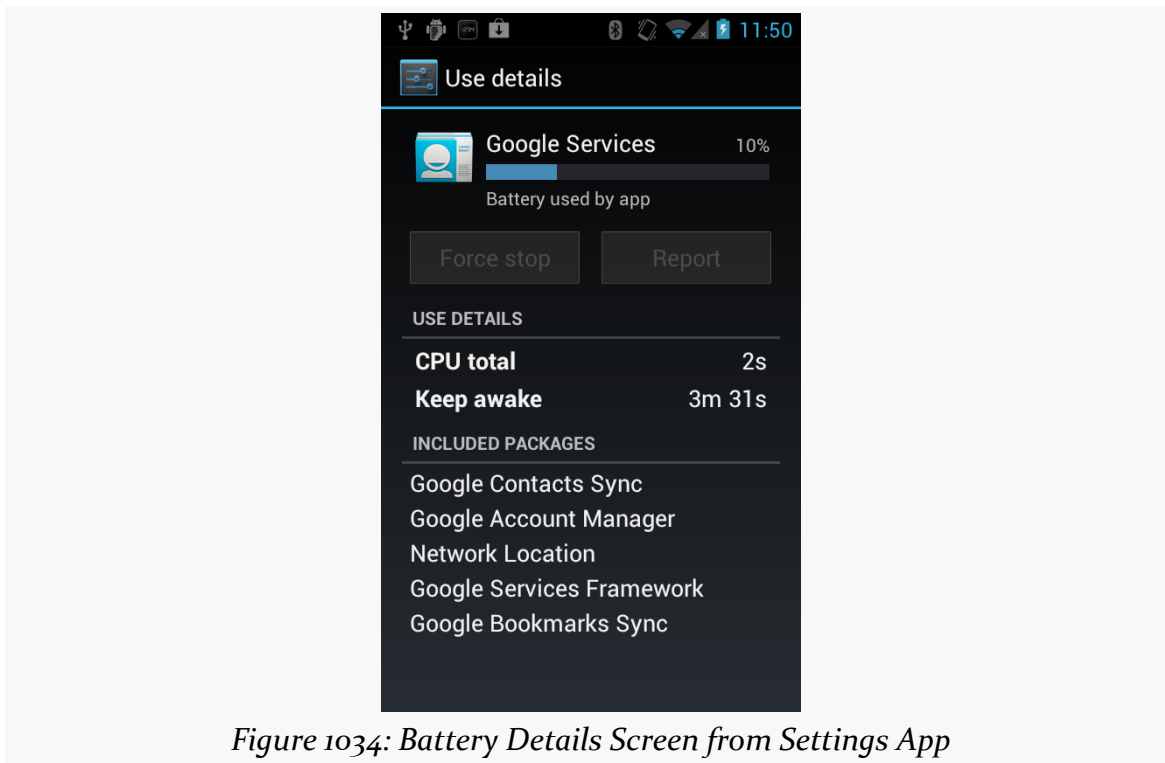 11:50
Use details
Google Services 10%
Battery used by app
Force stop Report
USE DETAILS
CPU total 2s
Keep awake 3m 31s
INCLUDED PACKAGES
Google Contacts Sync
Google Account Manager
Network Location
Google Services Framework
Google Bookmarks Sync
Figure 1034: Battery Details Screen from Settings App